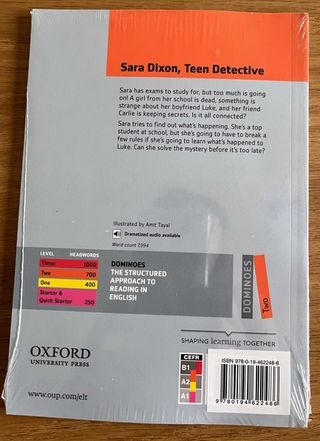 Sara Dixon, Teen Detective
Sara has exams to study for, but too much is going
on! A girl from her school is dead, something is
strange about her boyfriend Luke, and her friend
Carlie is keeping secrets. Is it all connected?
Sara tries to find out what's happening. She's a top
student at school, but she's going to have to break a
few rules if she's going to learn what's happened to
Luke. Can she solve the mystery before it's too late?
Illustrated by Amit Tayal
Dramatized audio available
Word count 7,994
LEVEL HEADWORDS
Three 1000
Two 700
One 400
Starter &
Quick Starter 250
DOMINOES
THE STRUCTURED
APPROACH TO
READING IN
ENGLISH
DOMINOES
Two
SHAPING learning TOGETHER
OXFORD
UNIVERSITY PRESS
www.oup.com/elt
CEFR
B1
A2
A1
ISBN 978-0-19-462248-6
9 780194 622486